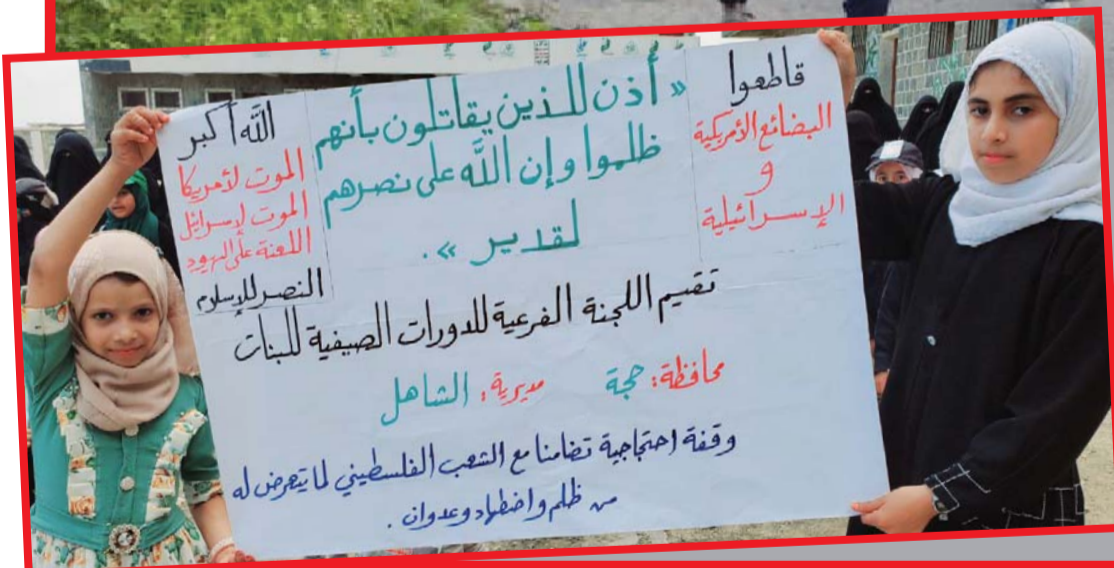 قاطعوا
البضائع الأمريكية
و
الإسرائيلية
« أذن للذين يقاتلون بأنهم
ظلموا وإن الله على نصرهم
لقدير ».
الله أكبر
الموت لأمريكا
الموت لإسرائيل
اللعنة على اليهود
النصر للإسلام
تقيم اللجنة الفرعية للدورات الصيفية للبنات
محافظة: حجة مديرية: الشاهل
وقفة احتجاجية تضامنا مع الشعب الفلسطيني لما يتعرض له
من ظلم واضطهاد وعدوان .